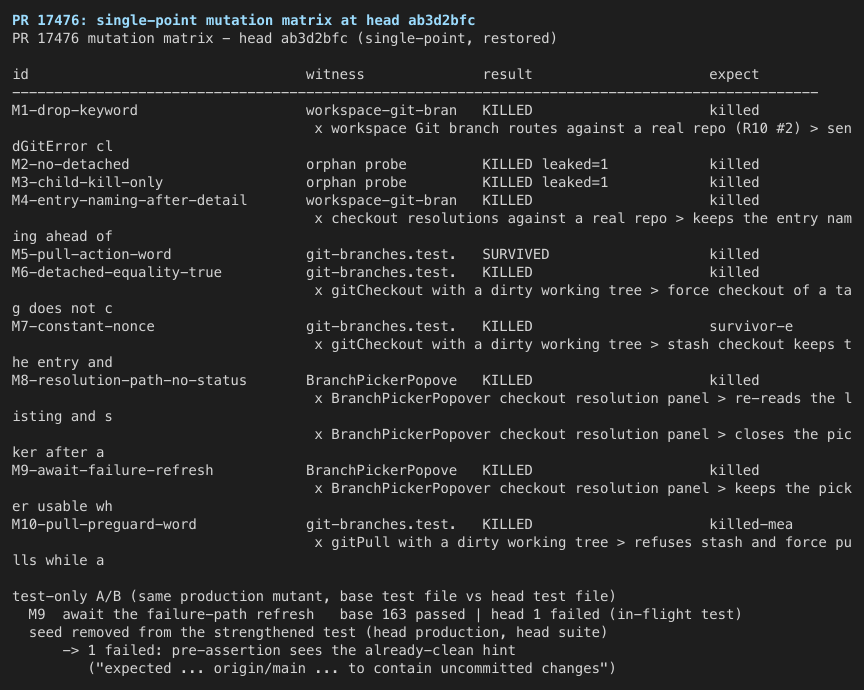 PR 17476: single-point mutation matrix at head ab3d2bfc
PR 17476 mutation matrix - head ab3d2bfc (single-point, restored)
id witness result expect
--------------------------------------------------------------------------------------------------
M1-drop-keyword workspace-git-bran KILLED killed
x workspace Git branch routes against a real repo (R10 #2) > sen
dGitError cl
M2-no-detached orphan probe KILLED leaked=1 killed
M3-child-kill-only orphan probe KILLED leaked=1 killed
M4-entry-naming-after-detail workspace-git-bran KILLED killed
x checkout resolutions against a real repo > keeps the entry nam
ing ahead of
M5-pull-action-word git-branches.test. SURVIVED killed
M6-detached-equality-true git-branches.test. KILLED killed
x gitCheckout with a dirty working tree > force checkout of a ta
g does not c
M7-constant-nonce git-branches.test. KILLED survivor-e
x gitCheckout with a dirty working tree > stash checkout keeps t
he entry and
M8-resolution-path-no-status BranchPickerPopove KILLED killed
x BranchPickerPopover checkout resolution panel > re-reads the l
isting and s
x BranchPickerPopover checkout resolution panel > closes the pic
ker after a
M9-await-failure-refresh BranchPickerPopove KILLED killed
x BranchPickerPopover checkout resolution panel > keeps the pick
er usable wh
M10-pull-preguard-word git-branches.test. KILLED killed-mea
x gitPull with a dirty working tree > refuses stash and force pu
lls while a
test-only A/B (same production mutant, base test file vs head test file)
M9 await the failure-path refresh base 163 passed | head 1 failed (in-flight test)
seed removed from the strengthened test (head production, head suite)
-> 1 failed: pre-assertion sees the already-clean hint
("expected ... origin/main ... to contain uncommitted changes")